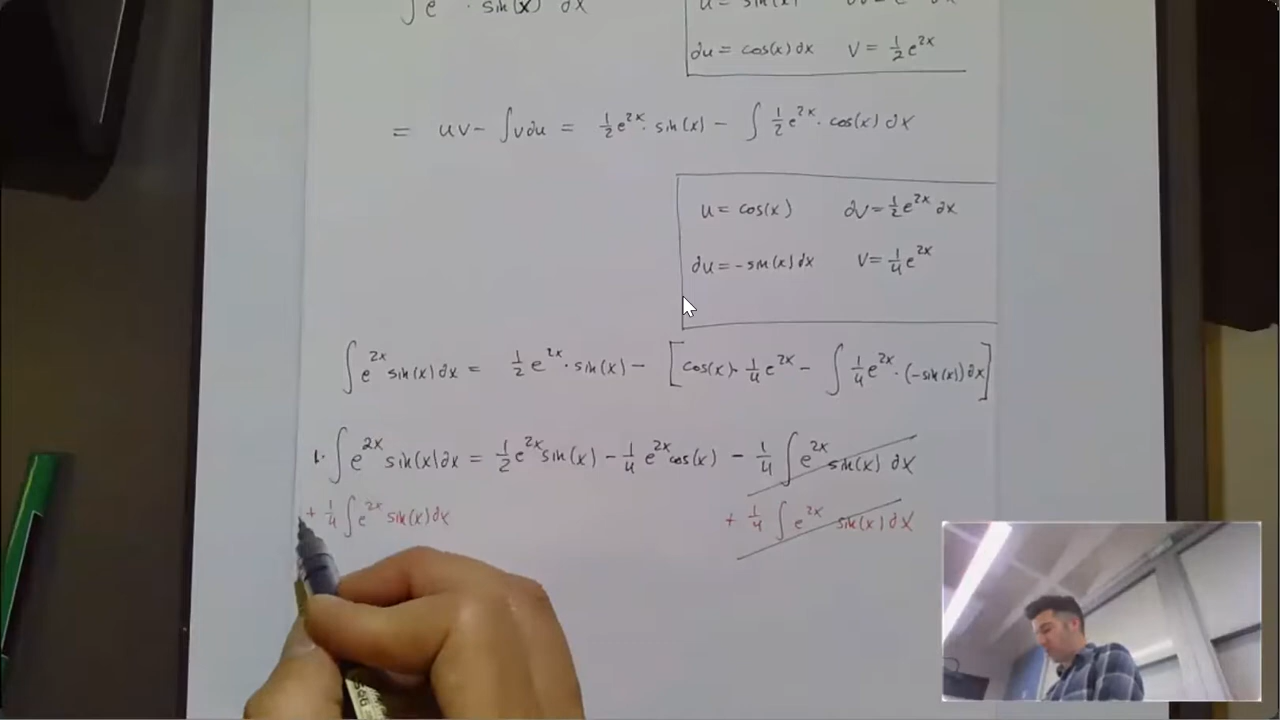 ∫e · sin(x) dx
du = cos(x)dx V = 1/2 e^2x
= uv - ∫vdu = 1/2 e^2x · sin(x) - ∫ 1/2 e^2x · cos(x) dx
u = cos(x) dv = 1/2 e^2x dx
du = -sin(x)dx V = 1/4 e^2x
∫e^2x sin(x)dx = 1/2 e^2x · sin(x) - [cos(x) · 1/4 e^2x - ∫ 1/4 e^2x · (-sin(x))dx]
1· ∫e^2x sin(x)dx = 1/2 e^2x sin(x) - 1/4 e^2x cos(x) - 1/4 ∫e^2x sin(x) dx
+ 1/4 ∫e^2x sin(x)dx + 1/4 ∫e^2x sin(x) dx